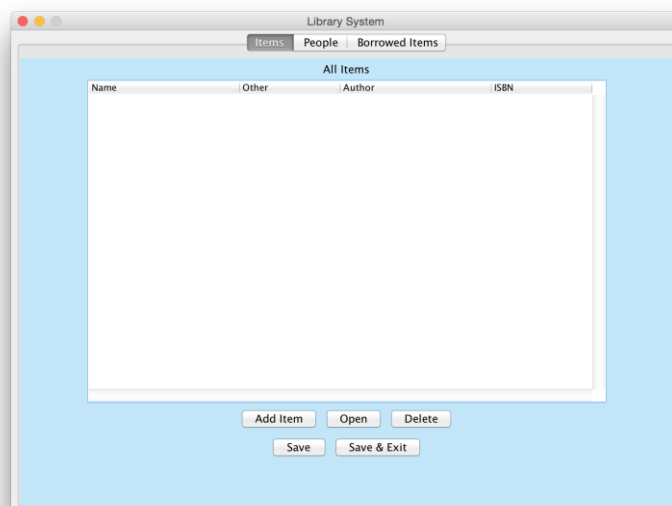 Library System
Items People Borrowed Items
All Items
Name Other Author ISBN
Add Item Open Delete
Save Save & Exit